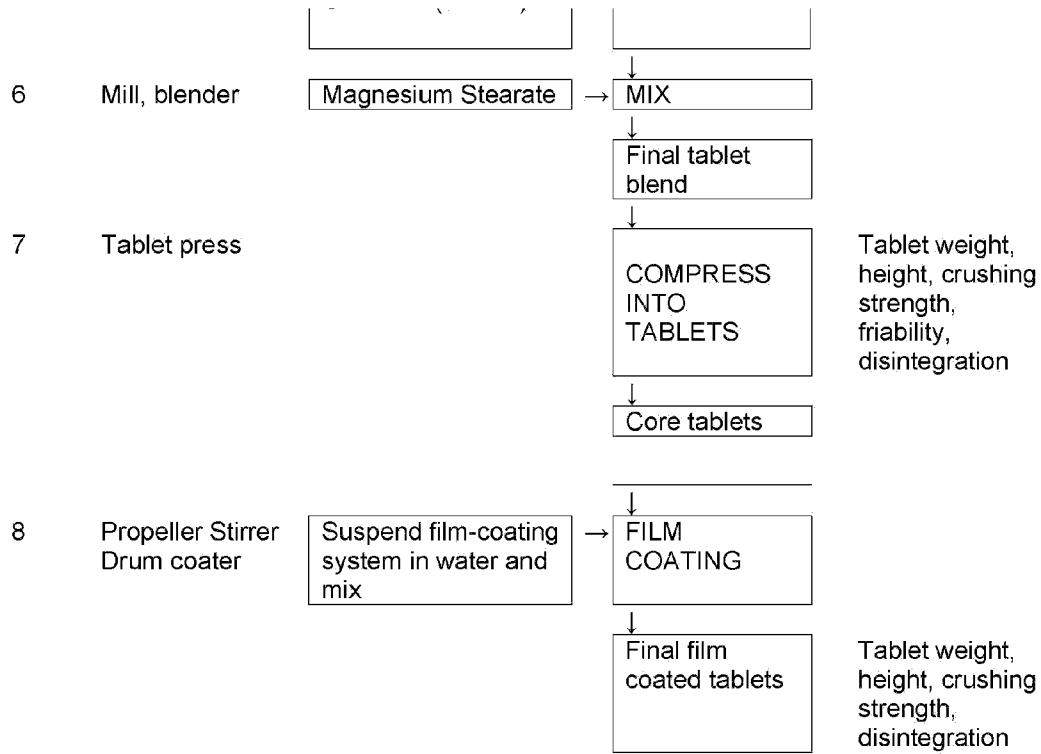 6 Mill, blender Magnesium Stearate → MIX
Final tablet
blend
7 Tablet press
COMPRESS
INTO
TABLETS
Tablet weight,
height, crushing
strength,
friability,
disintegration
Core tablets
8 Propeller Stirrer
Drum coater
Suspend film-coating
system in water and
mix
→ FILM
COATING
Final film
coated tablets
Tablet weight,
height, crushing
strength,
disintegration